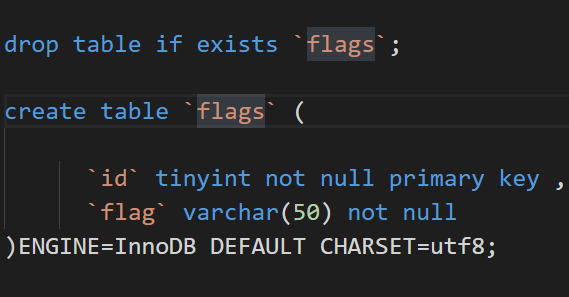 drop table if exists `flags`;
create table `flags` (
`id` tinyint not null primary key ,
`flag` varchar(50) not null
)ENGINE=InnoDB DEFAULT CHARSET=utf8;